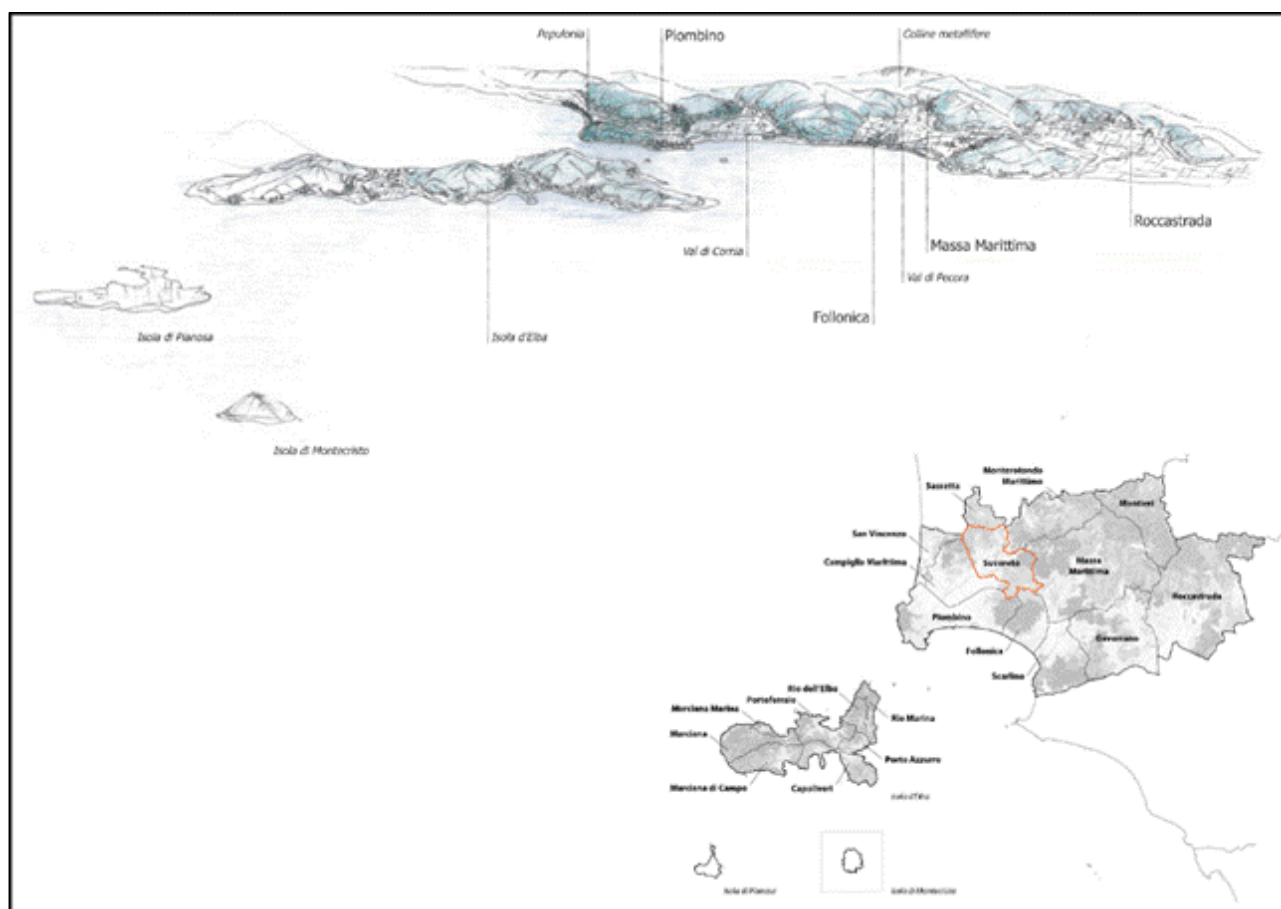 Populonia
Piombino
Colline metallifere
Roccastrada
Val di Cornia
Massa Marittima
Val di Pecora
Follonica
Isola di Pianosa
Isola d'Elba
Isola di Montecristo
Monterotondo
Marittimo
Sassetta
Montieri
San Vincenzo
Campiglia Marittima
Suvereto
Massa
Marittima
Roccastrada
Piombino
Gavorrano
Follonica
Scarlino
Rio dell'Elba
Portoferraio
Marciana Marina
Rio Marina
Marciana
Porto Azzurro
Marciana di Campo
Capoliveri
Isola d'Elba
Isola di Pianosa
Isola di Montecristo